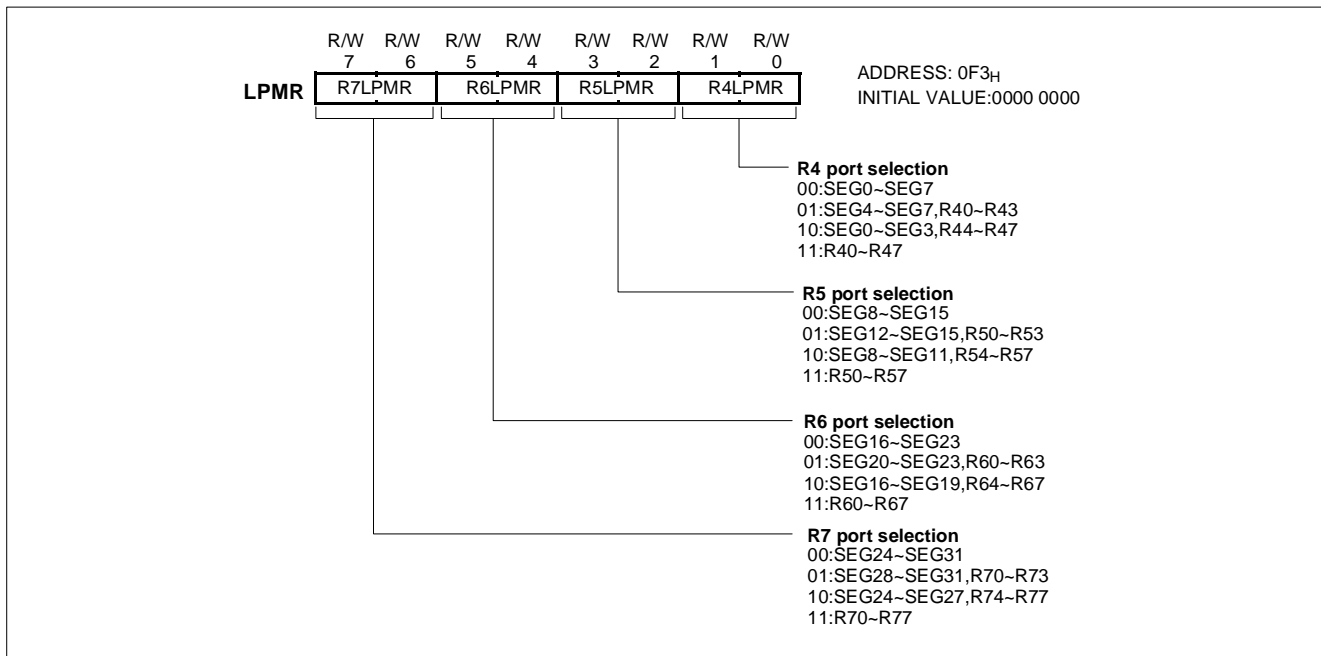 R/W R/W R/W R/W R/W R/W R/W R/W
7 6 5 4 3 2 1 0
LPMR R7LPMR R6LPMR R5LPMR R4LPMR
ADDRESS: 0F3H
INITIAL VALUE:0000 0000
R4 port selection
00:SEG0~SEG7
01:SEG4~SEG7,R40~R43
10:SEG0~SEG3,R44~R47
11:R40~R47
R5 port selection
00:SEG8~SEG15
01:SEG12~SEG15,R50~R53
10:SEG8~SEG11,R54~R57
11:R50~R57
R6 port selection
00:SEG16~SEG23
01:SEG20~SEG23,R60~R63
10:SEG16~SEG19,R64~R67
11:R60~R67
R7 port selection
00:SEG24~SEG31
01:SEG28~SEG31,R70~R73
10:SEG24~SEG27,R74~R77
11:R70~R77